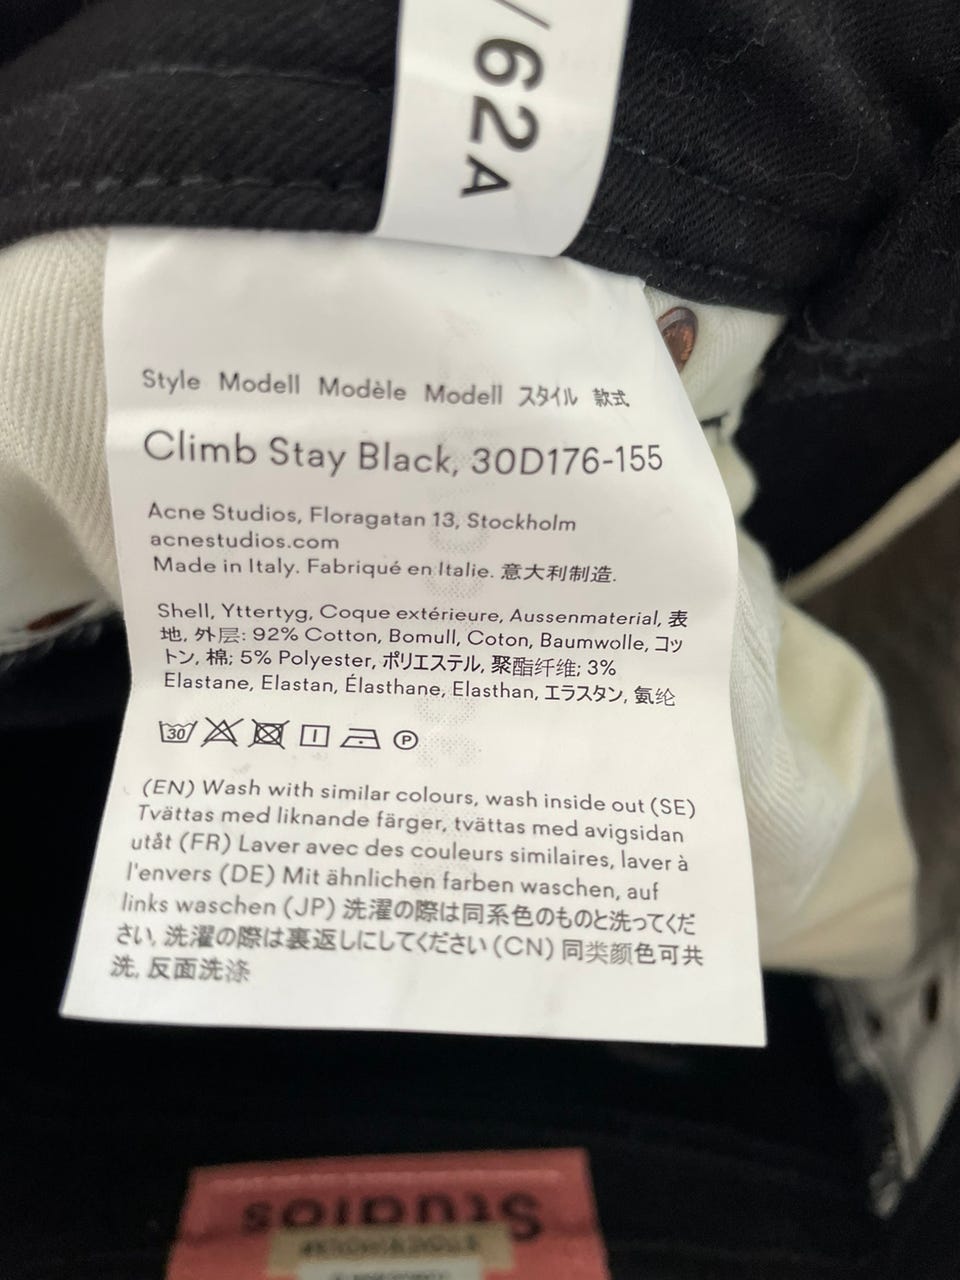 /62A
Style Modell Modèle Modell スタイル 款式
Climb Stay Black, 30D176-155
Acne Studios, Floragatan 13, Stockholm
acnestudios.com
Made in Italy. Fabriqué en Italie. 意大利制造.
Shell, Yttertyg, Coque extérieure, Aussenmaterial, 表
地, 外层: 92% Cotton, Bomull, Coton, Baumwolle, コッ
トン, 棉; 5% Polyester, ポリエステル, 聚酯纤维; 3%
Elastane, Elastan, Élasthane, Elasthan, エラスタン, 氨纶
30 P
(EN) Wash with similar colours, wash inside out (SE)
Tvättas med liknande färger, tvättas med avigsidan
utåt (FR) Laver avec des couleurs similaires, laver à
l'envers (DE) Mit ähnlichen farben waschen, auf
links waschen (JP) 洗濯の際は同系色のものと洗ってくだ
さい, 洗濯の際は裏返しにしてください (CN) 同类颜色可共
洗, 反面洗涤
Studios